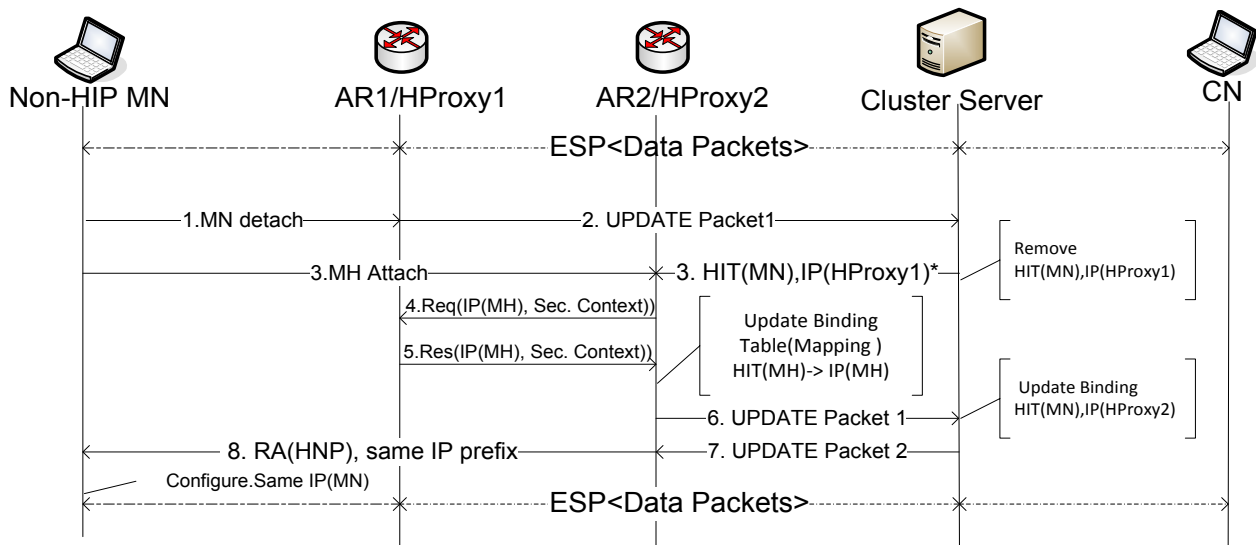 Non-HIP MN
AR1/HProxy1
AR2/HProxy2
Cluster Server
CN
ESP<Data Packets>
1.MN detach
2. UPDATE Packet1
Remove
HIT(MN),IP(HProxy1)
3.MH Attach
3. HIT(MN),IP(HProxy1)*
4.Req(IP(MH), Sec. Context))
Update Binding
Table(Mapping )
HIT(MH)-> IP(MH)
5.Res(IP(MH), Sec. Context))
Update Binding
HIT(MN),IP(HProxy2)
6. UPDATE Packet 1
8. RA(HNP), same IP prefix
7. UPDATE Packet 2
Configure.Same IP(MN)
ESP<Data Packets>